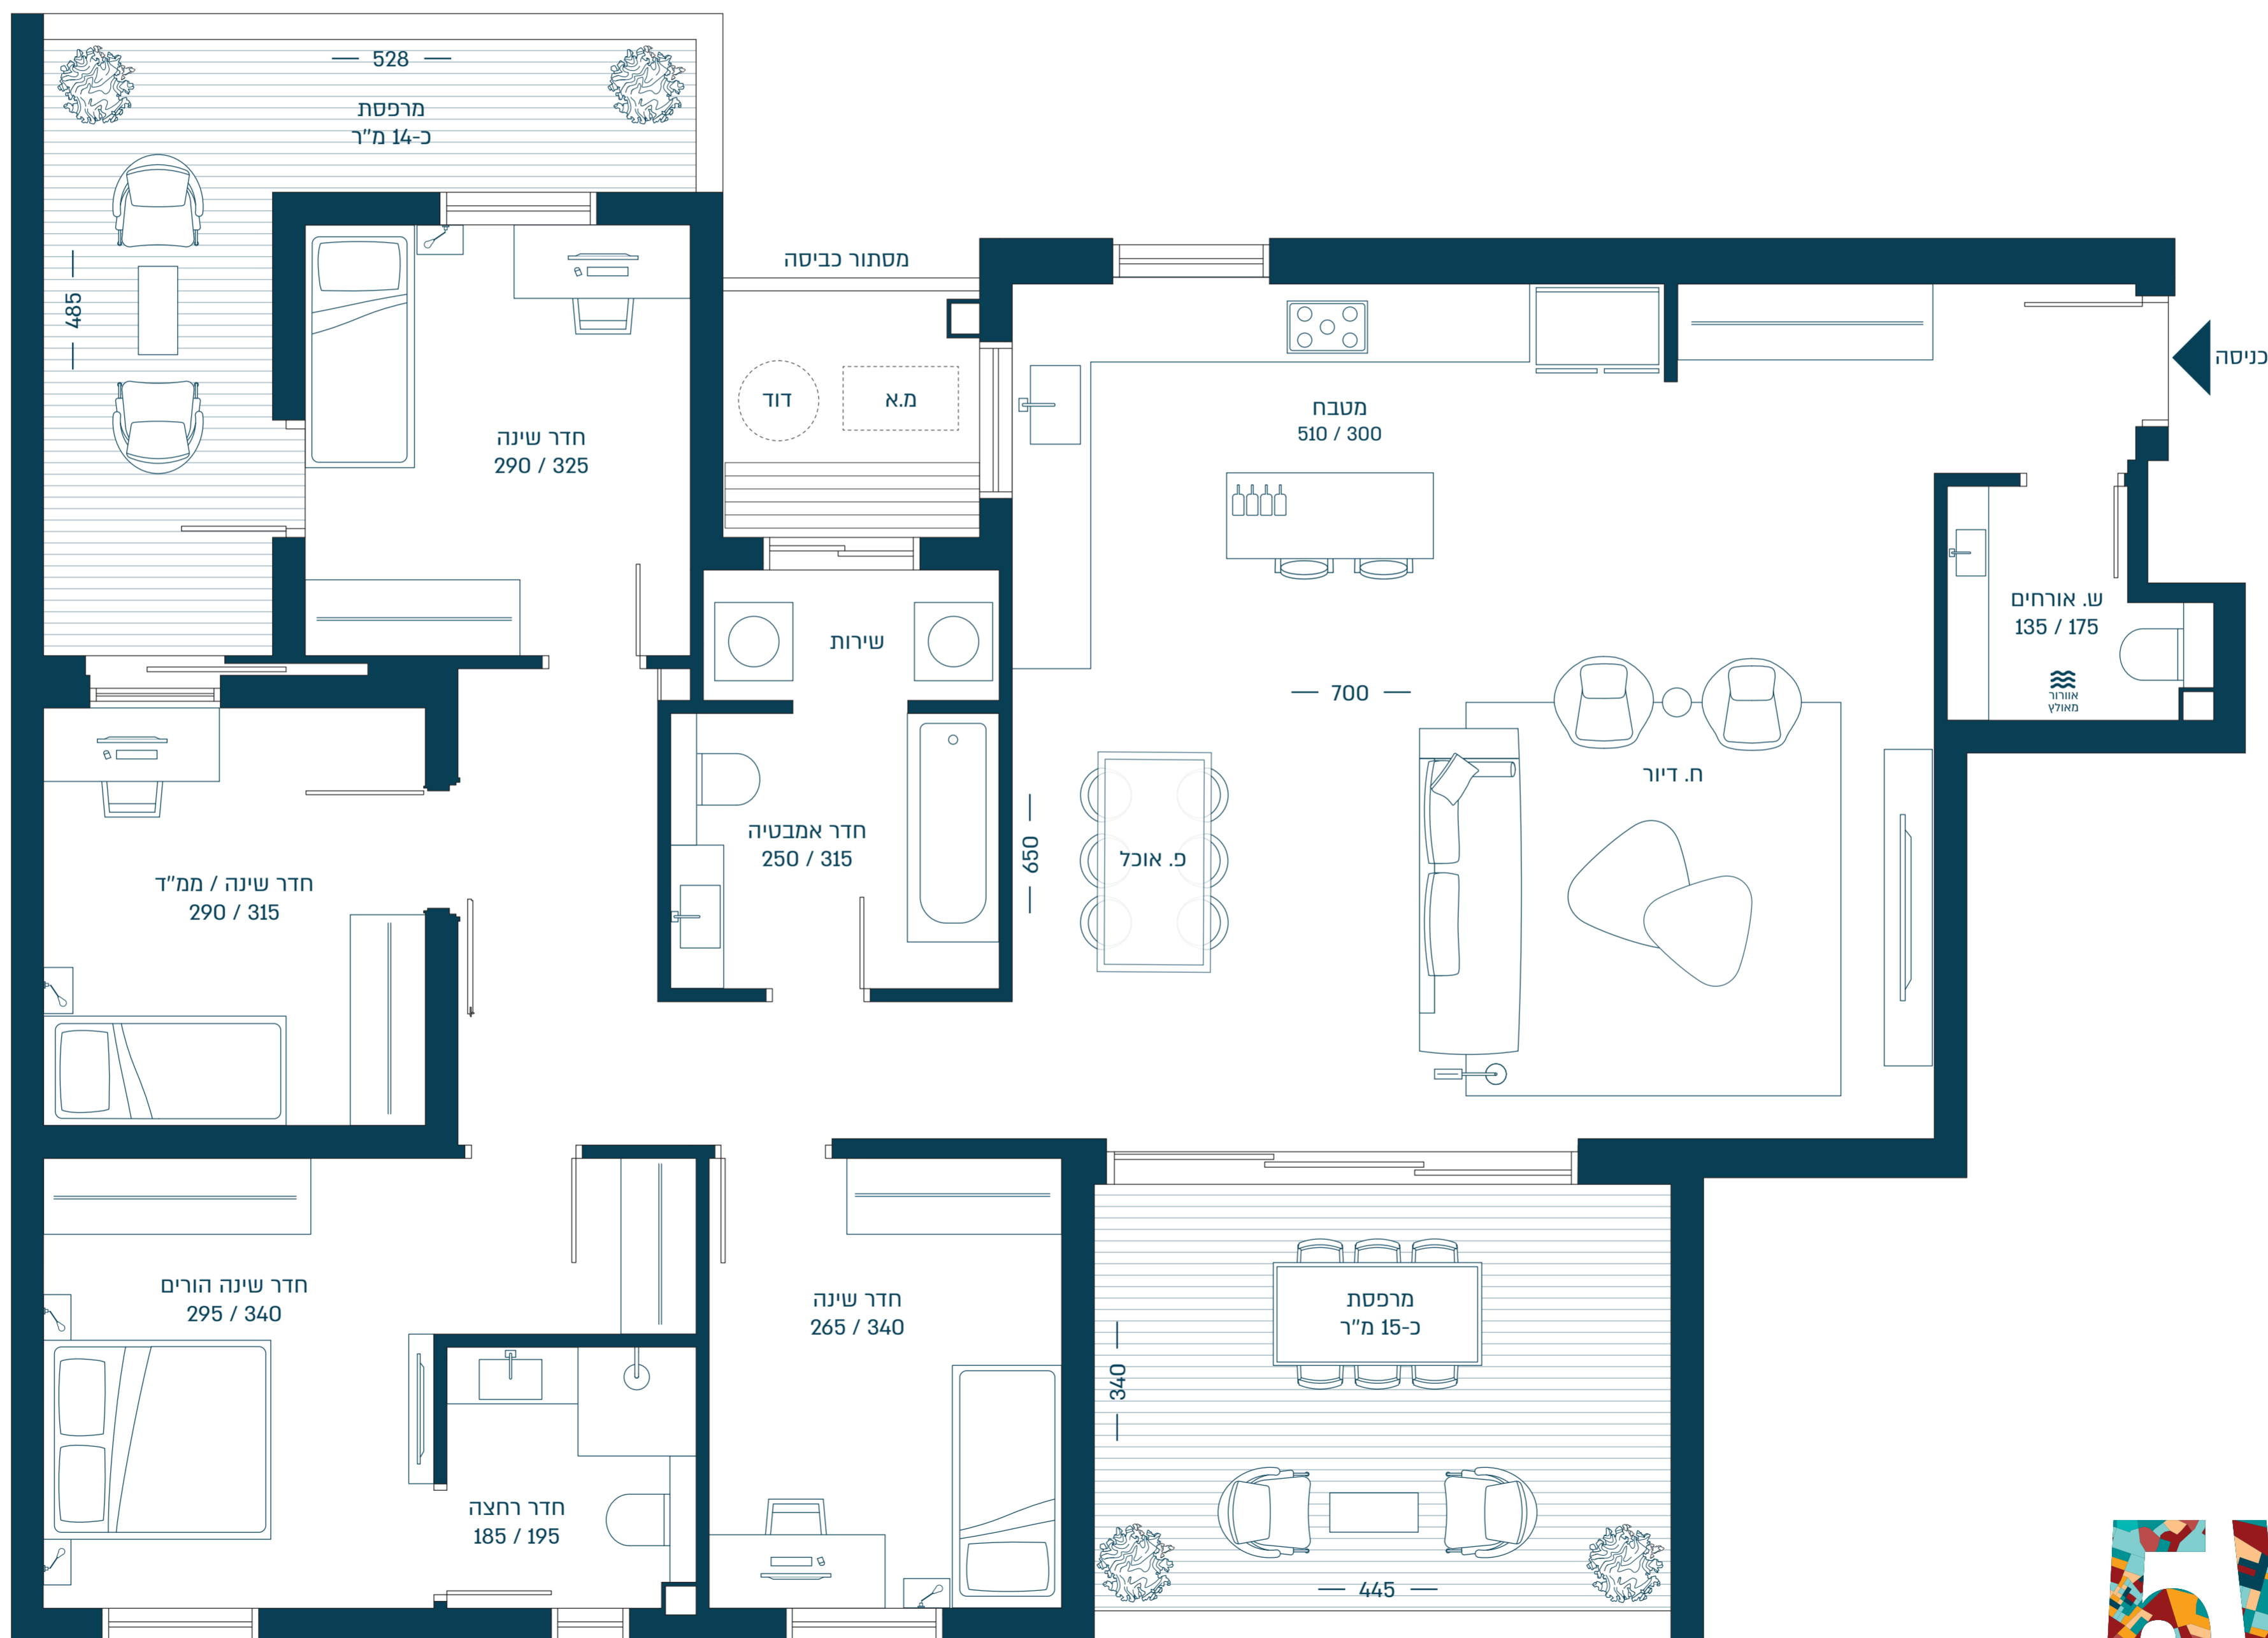 528
מרפסת
כ-14 מ"ר
485
מסתור כביסה
כניסה
דוד
מ.א
מטבח
510 / 300
חדר שינה
290 / 325
ש. אורחים
135 / 175
אוורור
מאולץ
שירות
700
ח. דיור
חדר אמבטיה
250 / 315
650
פ. אוכל
חדר שינה / ממ"ד
290 / 315
חדר שינה הורים
295 / 340
חדר שינה
265 / 340
מרפסת
כ-15 מ"ר
340
חדר רחצה
185 / 195
445
5